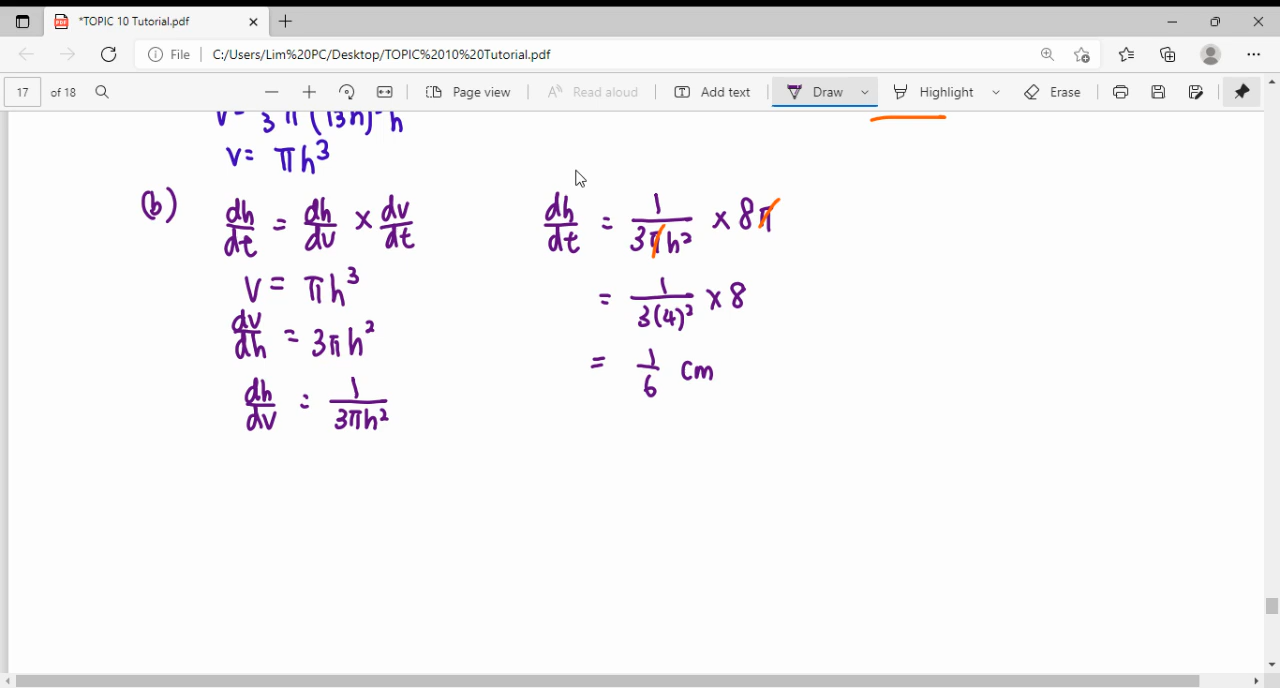 *TOPIC 10 Tutorial.pdf
File C:/Users/Lim%20PC/Desktop/TOPIC%2010%20Tutorial.pdf
17 of 18 Page view Read aloud Add text Draw Highlight Erase
V = π h³
(b) dh/dt = dh/dv × dv/dt
V = πh³
dv/dh = 3πh²
dh/dv = 1/3πh²
dh/dt = 1/3πh² × 8π
= 1/3(4)² × 8
= 1/6 cm